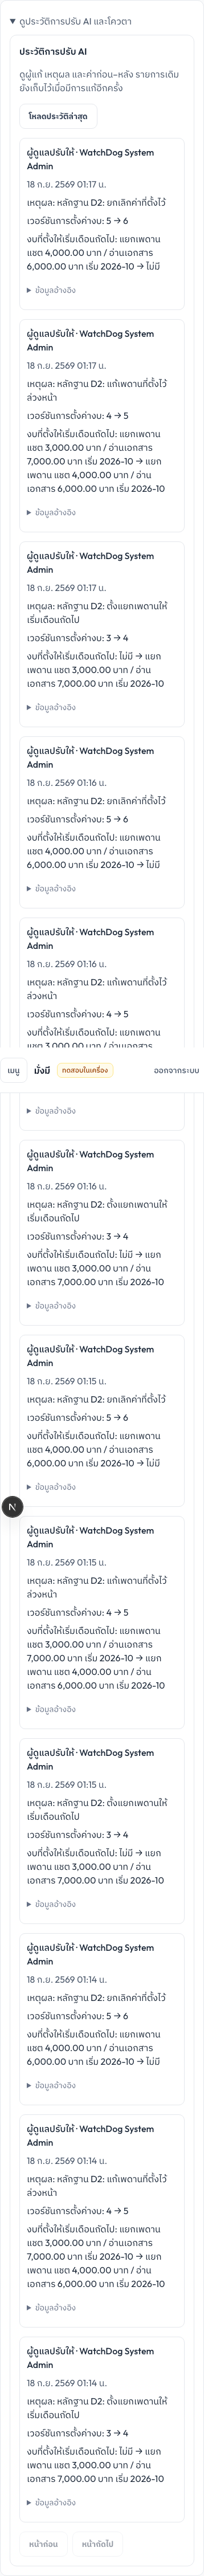 ▼ ดูประวัติการปรับ AI และโควตา
ประวัติการปรับ AI
ดูผู้แก้ เหตุผล และค่าก่อน–หลัง รายการเดิม
ยังเก็บไว้เมื่อมีการแก้อีกครั้ง
โหลดประวัติล่าสุด
ผู้ดูแลปรับให้ · WatchDog System
Admin
18 ก.ย. 2569 01:17 น.
เหตุผล: หลักฐาน D2: ยกเลิกค่าที่ตั้งไว้
เวอร์ชันการตั้งค่างบ: 5 → 6
งบที่ตั้งให้เริ่มเดือนถัดไป: แยกเพดาน
แชต 4,000.00 บาท / อ่านเอกสาร
6,000.00 บาท เริ่ม 2026-10 → ไม่มี
▶ ข้อมูลอ้างอิง
ผู้ดูแลปรับให้ · WatchDog System
Admin
18 ก.ย. 2569 01:17 น.
เหตุผล: หลักฐาน D2: แก้เพดานที่ตั้งไว้
ล่วงหน้า
เวอร์ชันการตั้งค่างบ: 4 → 5
งบที่ตั้งให้เริ่มเดือนถัดไป: แยกเพดาน
แชต 3,000.00 บาท / อ่านเอกสาร
7,000.00 บาท เริ่ม 2026-10 → แยก
เพดาน แชต 4,000.00 บาท / อ่าน
เอกสาร 6,000.00 บาท เริ่ม 2026-10
▶ ข้อมูลอ้างอิง
ผู้ดูแลปรับให้ · WatchDog System
Admin
18 ก.ย. 2569 01:17 น.
เหตุผล: หลักฐาน D2: ตั้งแยกเพดานให้
เริ่มเดือนถัดไป
เวอร์ชันการตั้งค่างบ: 3 → 4
งบที่ตั้งให้เริ่มเดือนถัดไป: ไม่มี → แยก
เพดาน แชต 3,000.00 บาท / อ่าน
เอกสาร 7,000.00 บาท เริ่ม 2026-10
▶ ข้อมูลอ้างอิง
ผู้ดูแลปรับให้ · WatchDog System
Admin
18 ก.ย. 2569 01:16 น.
เหตุผล: หลักฐาน D2: ยกเลิกค่าที่ตั้งไว้
เวอร์ชันการตั้งค่างบ: 5 → 6
งบที่ตั้งให้เริ่มเดือนถัดไป: แยกเพดาน
แชต 4,000.00 บาท / อ่านเอกสาร
6,000.00 บาท เริ่ม 2026-10 → ไม่มี
▶ ข้อมูลอ้างอิง
ผู้ดูแลปรับให้ · WatchDog System
Admin
18 ก.ย. 2569 01:16 น.
เหตุผล: หลักฐาน D2: แก้เพดานที่ตั้งไว้
ล่วงหน้า
เวอร์ชันการตั้งค่างบ: 4 → 5
งบที่ตั้งให้เริ่มเดือนถัดไป: แยกเพดาน
แชต 3,000.00 บาท / อ่านเอกสาร
เมนู นั่งมี ทดสอบในเครื่อง ออกจากระบบ
▶ ข้อมูลอ้างอิง
ผู้ดูแลปรับให้ · WatchDog System
Admin
18 ก.ย. 2569 01:16 น.
เหตุผล: หลักฐาน D2: ตั้งแยกเพดานให้
เริ่มเดือนถัดไป
เวอร์ชันการตั้งค่างบ: 3 → 4
งบที่ตั้งให้เริ่มเดือนถัดไป: ไม่มี → แยก
เพดาน แชต 3,000.00 บาท / อ่าน
เอกสาร 7,000.00 บาท เริ่ม 2026-10
▶ ข้อมูลอ้างอิง
ผู้ดูแลปรับให้ · WatchDog System
Admin
18 ก.ย. 2569 01:15 น.
เหตุผล: หลักฐาน D2: ยกเลิกค่าที่ตั้งไว้
เวอร์ชันการตั้งค่างบ: 5 → 6
งบที่ตั้งให้เริ่มเดือนถัดไป: แยกเพดาน
แชต 4,000.00 บาท / อ่านเอกสาร
6,000.00 บาท เริ่ม 2026-10 → ไม่มี
▶ ข้อมูลอ้างอิง
N
ผู้ดูแลปรับให้ · WatchDog System
Admin
18 ก.ย. 2569 01:15 น.
เหตุผล: หลักฐาน D2: แก้เพดานที่ตั้งไว้
ล่วงหน้า
เวอร์ชันการตั้งค่างบ: 4 → 5
งบที่ตั้งให้เริ่มเดือนถัดไป: แยกเพดาน
แชต 3,000.00 บาท / อ่านเอกสาร
7,000.00 บาท เริ่ม 2026-10 → แยก
เพดาน แชต 4,000.00 บาท / อ่าน
เอกสาร 6,000.00 บาท เริ่ม 2026-10
▶ ข้อมูลอ้างอิง
ผู้ดูแลปรับให้ · WatchDog System
Admin
18 ก.ย. 2569 01:15 น.
เหตุผล: หลักฐาน D2: ตั้งแยกเพดานให้
เริ่มเดือนถัดไป
เวอร์ชันการตั้งค่างบ: 3 → 4
งบที่ตั้งให้เริ่มเดือนถัดไป: ไม่มี → แยก
เพดาน แชต 3,000.00 บาท / อ่าน
เอกสาร 7,000.00 บาท เริ่ม 2026-10
▶ ข้อมูลอ้างอิง
ผู้ดูแลปรับให้ · WatchDog System
Admin
18 ก.ย. 2569 01:14 น.
เหตุผล: หลักฐาน D2: ยกเลิกค่าที่ตั้งไว้
เวอร์ชันการตั้งค่างบ: 5 → 6
งบที่ตั้งให้เริ่มเดือนถัดไป: แยกเพดาน
แชต 4,000.00 บาท / อ่านเอกสาร
6,000.00 บาท เริ่ม 2026-10 → ไม่มี
▶ ข้อมูลอ้างอิง
ผู้ดูแลปรับให้ · WatchDog System
Admin
18 ก.ย. 2569 01:14 น.
เหตุผล: หลักฐาน D2: แก้เพดานที่ตั้งไว้
ล่วงหน้า
เวอร์ชันการตั้งค่างบ: 4 → 5
งบที่ตั้งให้เริ่มเดือนถัดไป: แยกเพดาน
แชต 3,000.00 บาท / อ่านเอกสาร
7,000.00 บาท เริ่ม 2026-10 → แยก
เพดาน แชต 4,000.00 บาท / อ่าน
เอกสาร 6,000.00 บาท เริ่ม 2026-10
▶ ข้อมูลอ้างอิง
ผู้ดูแลปรับให้ · WatchDog System
Admin
18 ก.ย. 2569 01:14 น.
เหตุผล: หลักฐาน D2: ตั้งแยกเพดานให้
เริ่มเดือนถัดไป
เวอร์ชันการตั้งค่างบ: 3 → 4
งบที่ตั้งให้เริ่มเดือนถัดไป: ไม่มี → แยก
เพดาน แชต 3,000.00 บาท / อ่าน
เอกสาร 7,000.00 บาท เริ่ม 2026-10
▶ ข้อมูลอ้างอิง
หน้าก่อน หน้าถัดไป